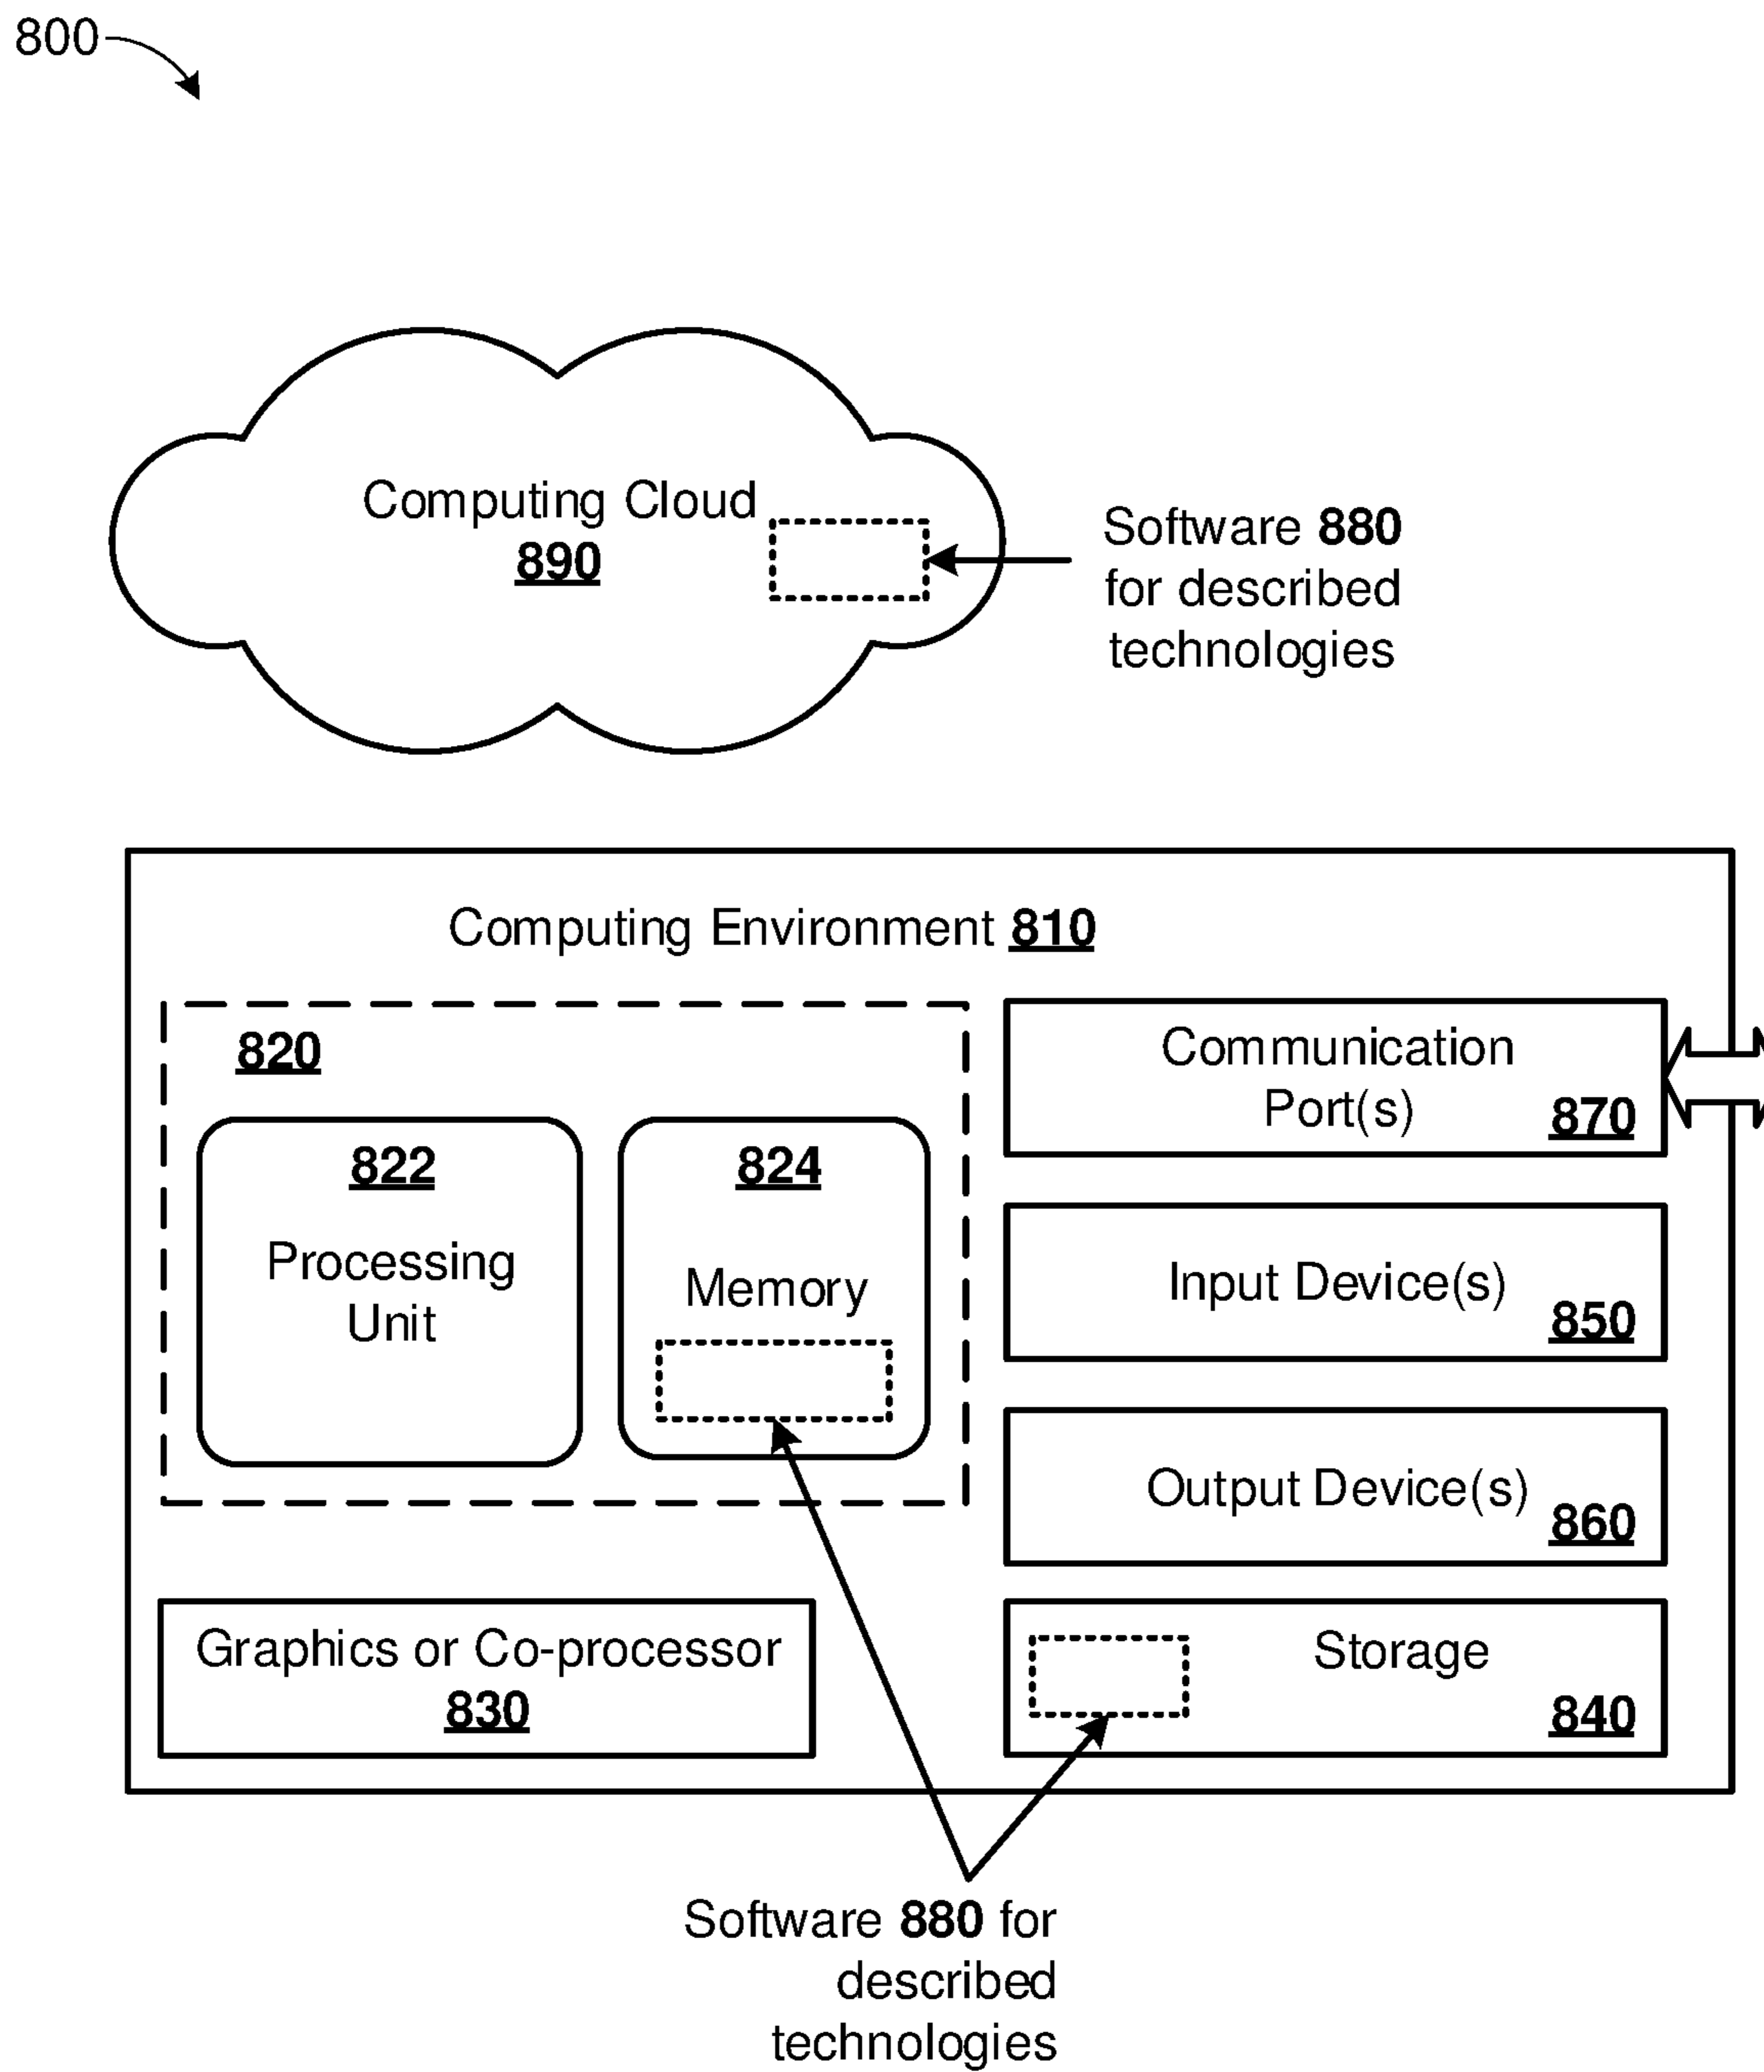 800
Computing Cloud
890
Software 880
for described
technologies
Computing Environment 810
820
822
Processing
Unit
824
Memory
Communication
Port(s) 870
Input Device(s)
850
Output Device(s)
860
Graphics or Co-processor
830
Storage
840
Software 880 for
described
technologies